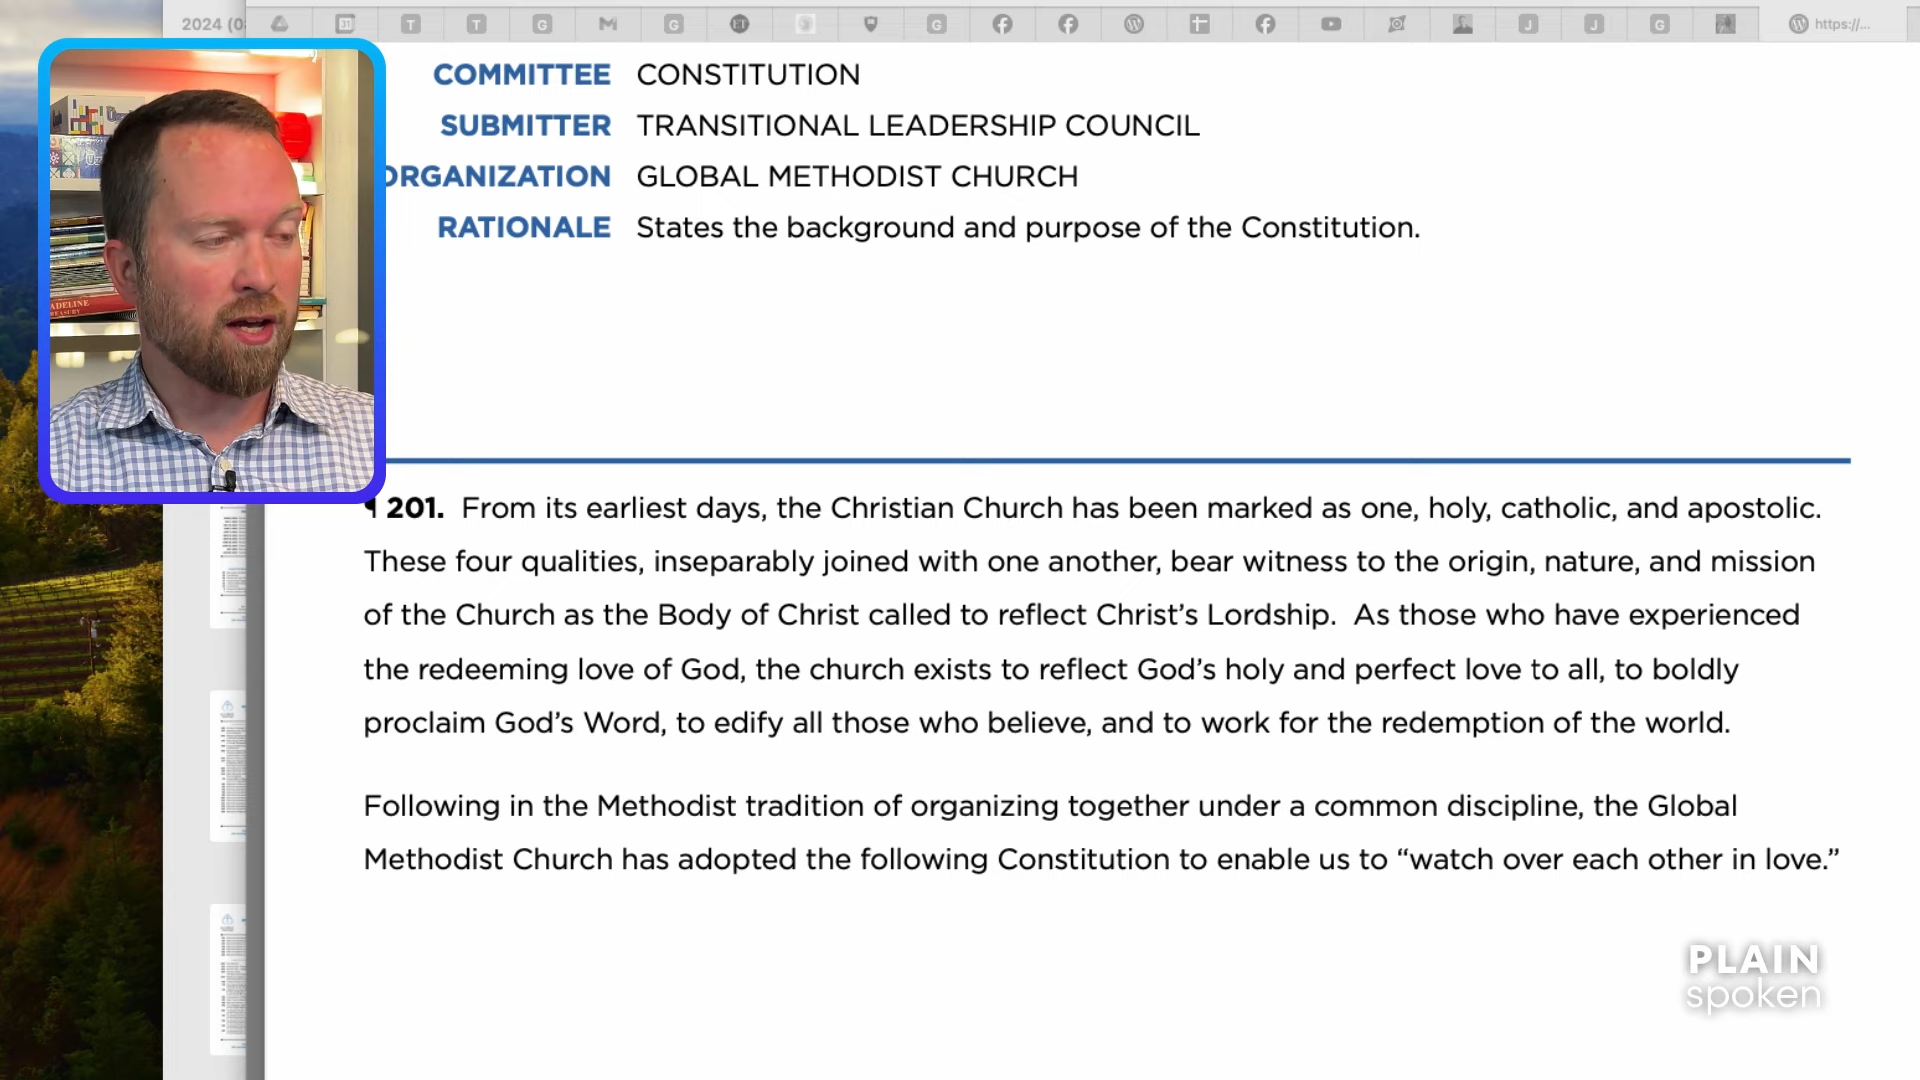 2024 (0
https://...
COMMITTEE CONSTITUTION
SUBMITTER TRANSITIONAL LEADERSHIP COUNCIL
ORGANIZATION GLOBAL METHODIST CHURCH
RATIONALE States the background and purpose of the Constitution.
ADELINE
¶ 201. From its earliest days, the Christian Church has been marked as one, holy, catholic, and apostolic.
These four qualities, inseparably joined with one another, bear witness to the origin, nature, and mission
of the Church as the Body of Christ called to reflect Christ’s Lordship. As those who have experienced
the redeeming love of God, the church exists to reflect God’s holy and perfect love to all, to boldly
proclaim God’s Word, to edify all those who believe, and to work for the redemption of the world.
Following in the Methodist tradition of organizing together under a common discipline, the Global
Methodist Church has adopted the following Constitution to enable us to “watch over each other in love.”
PLAIN
spoken